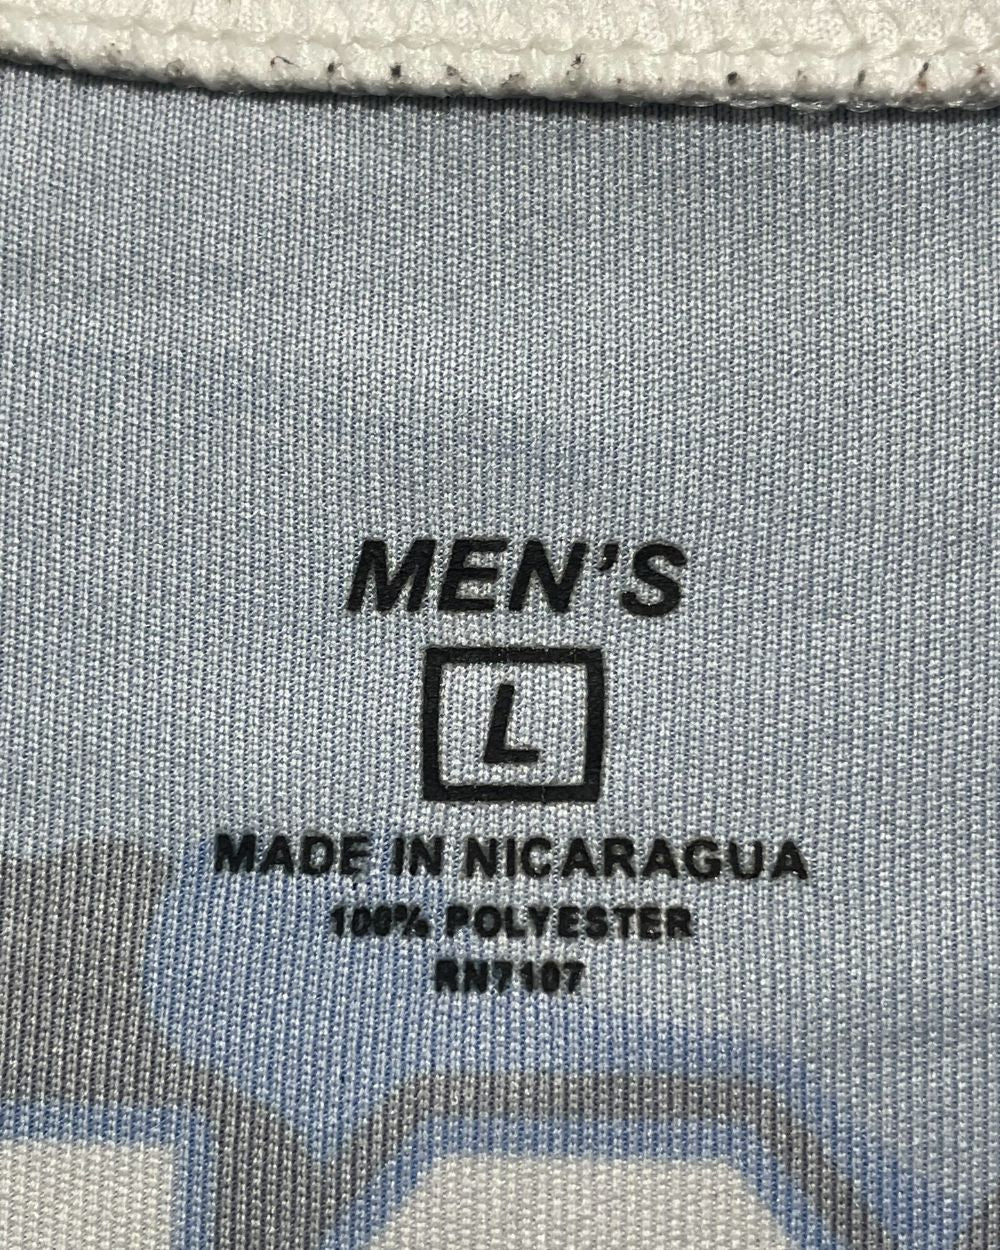 MEN'S
L
MADE IN NICARAGUA
100% POLYESTER
RN7107